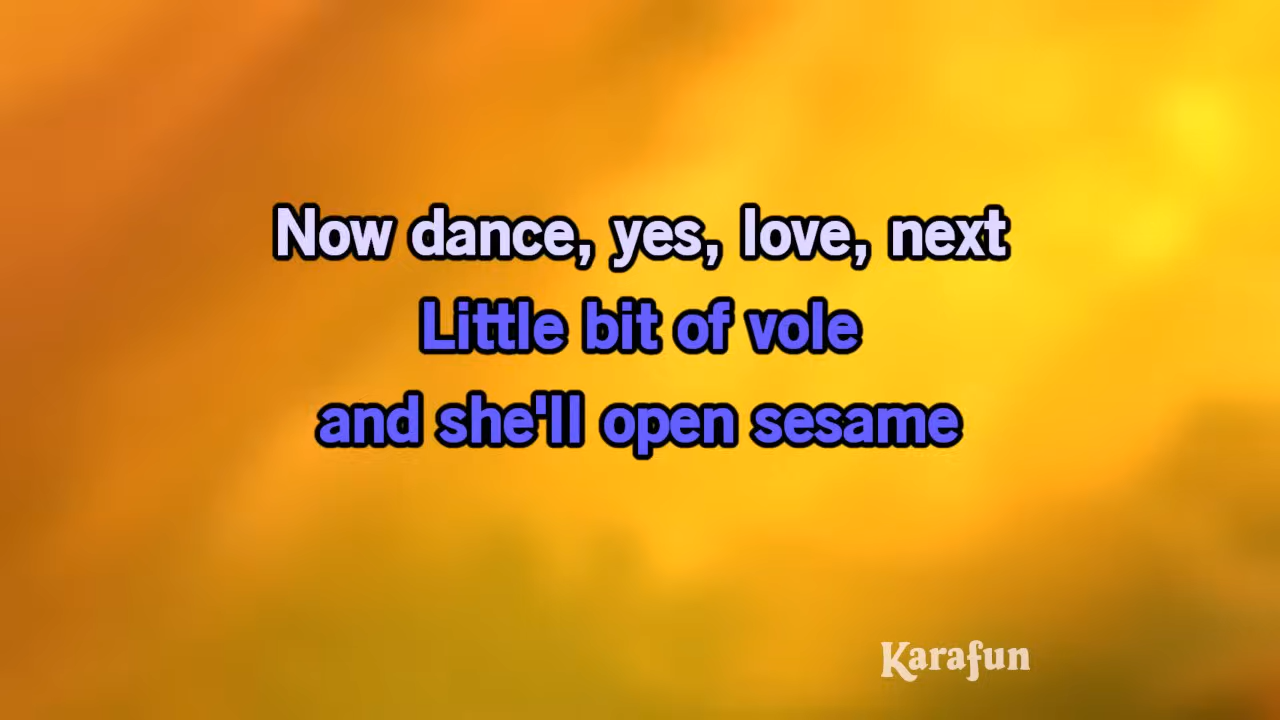 Now dance, yes, love, next
Little bit of vole
and she'll open sesame
Karafun